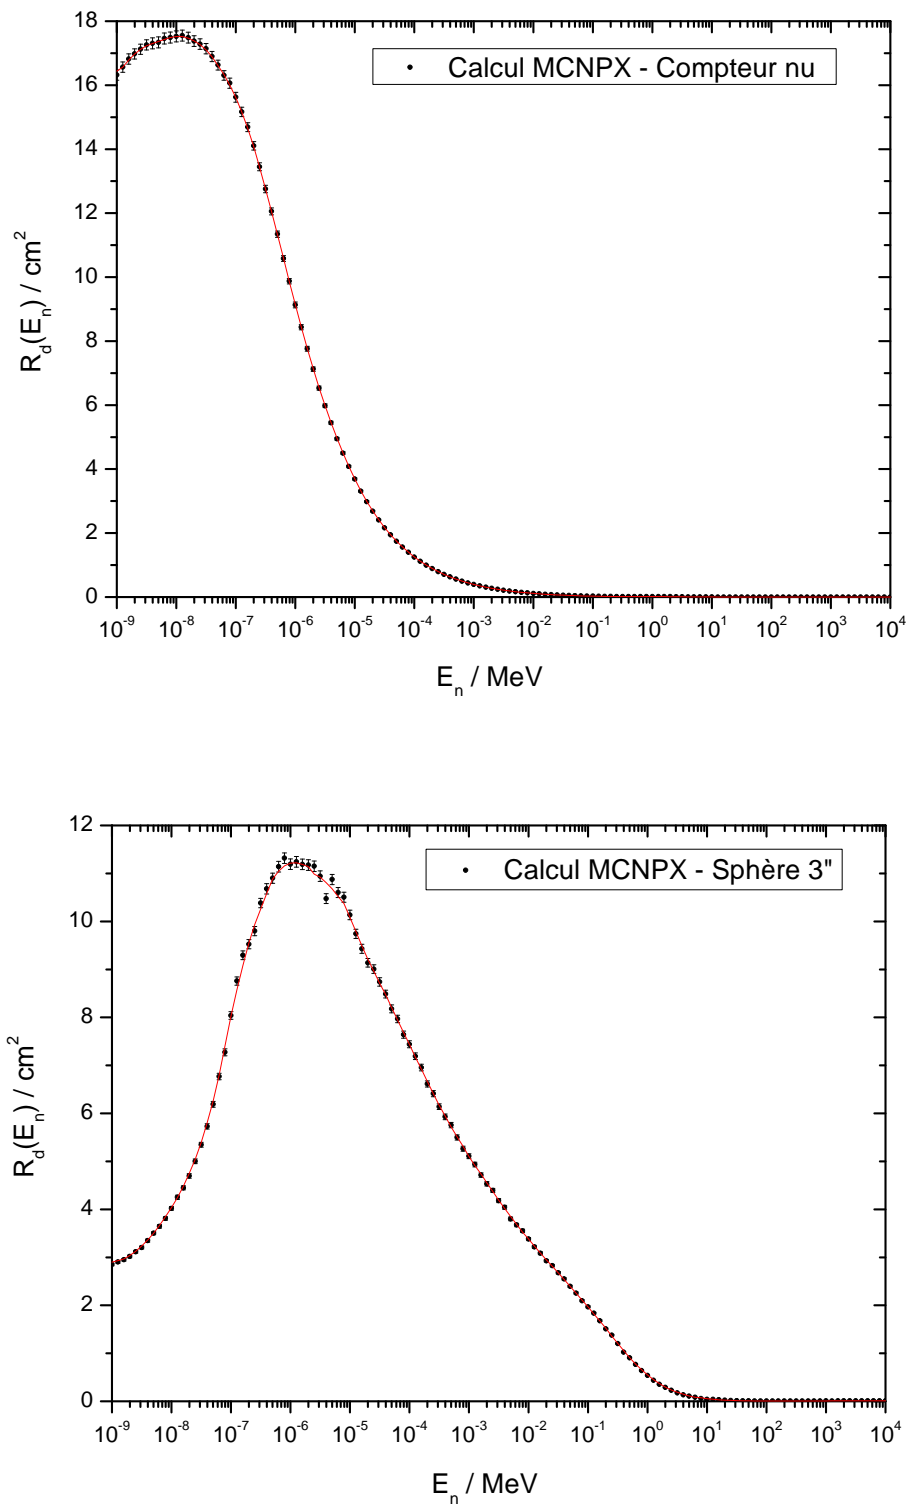 18
16
14
12
10
8
6
4
2
0
R_d(E_n) / cm²
Calcul MCNPX - Compteur nu
10⁻⁹ 10⁻⁸ 10⁻⁷ 10⁻⁶ 10⁻⁵ 10⁻⁴ 10⁻³ 10⁻² 10⁻¹ 10⁰ 10¹ 10² 10³ 10⁴
E_n / MeV
12
10
8
6
4
2
0
R_d(E_n) / cm²
Calcul MCNPX - Sphère 3"
10⁻⁹ 10⁻⁸ 10⁻⁷ 10⁻⁶ 10⁻⁵ 10⁻⁴ 10⁻³ 10⁻² 10⁻¹ 10⁰ 10¹ 10² 10³ 10⁴
E_n / MeV